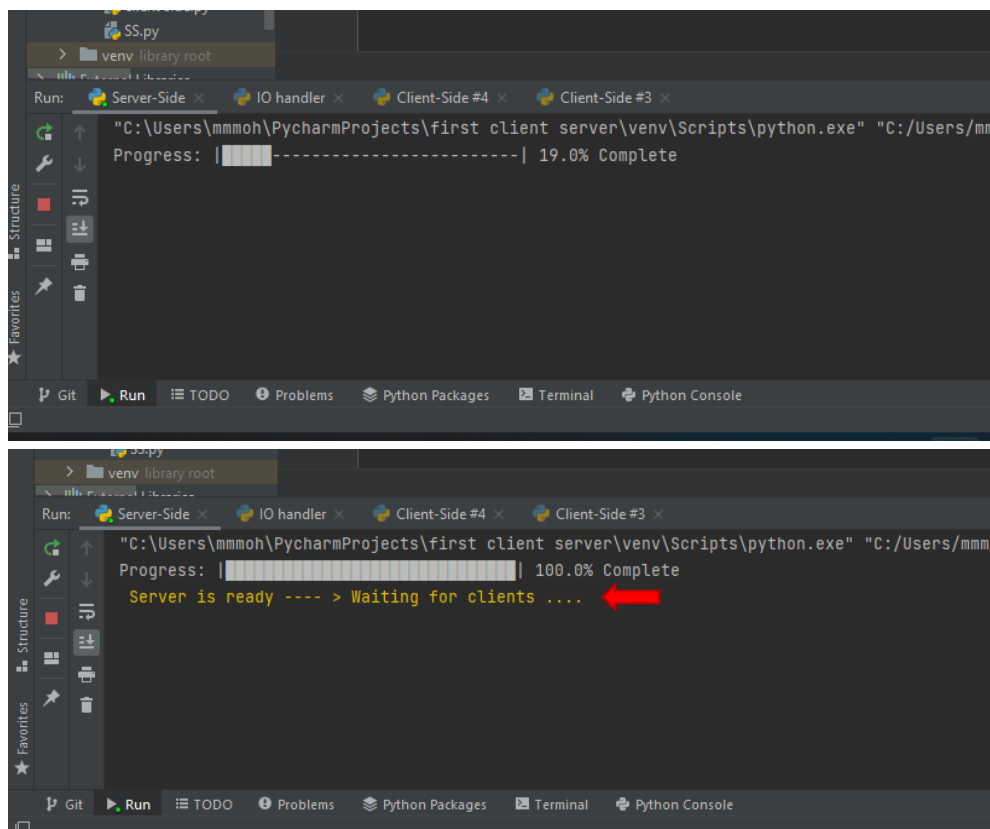 SS.py
venv library root
Run: Server-Side × IO handler × Client-Side #4 × Client-Side #3 ×
"C:\Users\mmmoh\PycharmProjects\first client server\venv\Scripts\python.exe" "C:/Users/mm
Progress: |█████-------------------------| 19.0% Complete
Structure
Favorites
Git Run TODO Problems Python Packages Terminal Python Console
SS.py
venv library root
Run: Server-Side × IO handler × Client-Side #4 × Client-Side #3 ×
"C:\Users\mmmoh\PycharmProjects\first client server\venv\Scripts\python.exe" "C:/Users/mmm
Progress: |██████████████████████████████| 100.0% Complete
Server is ready ---- > Waiting for clients ....
Structure
Favorites
Git Run TODO Problems Python Packages Terminal Python Console